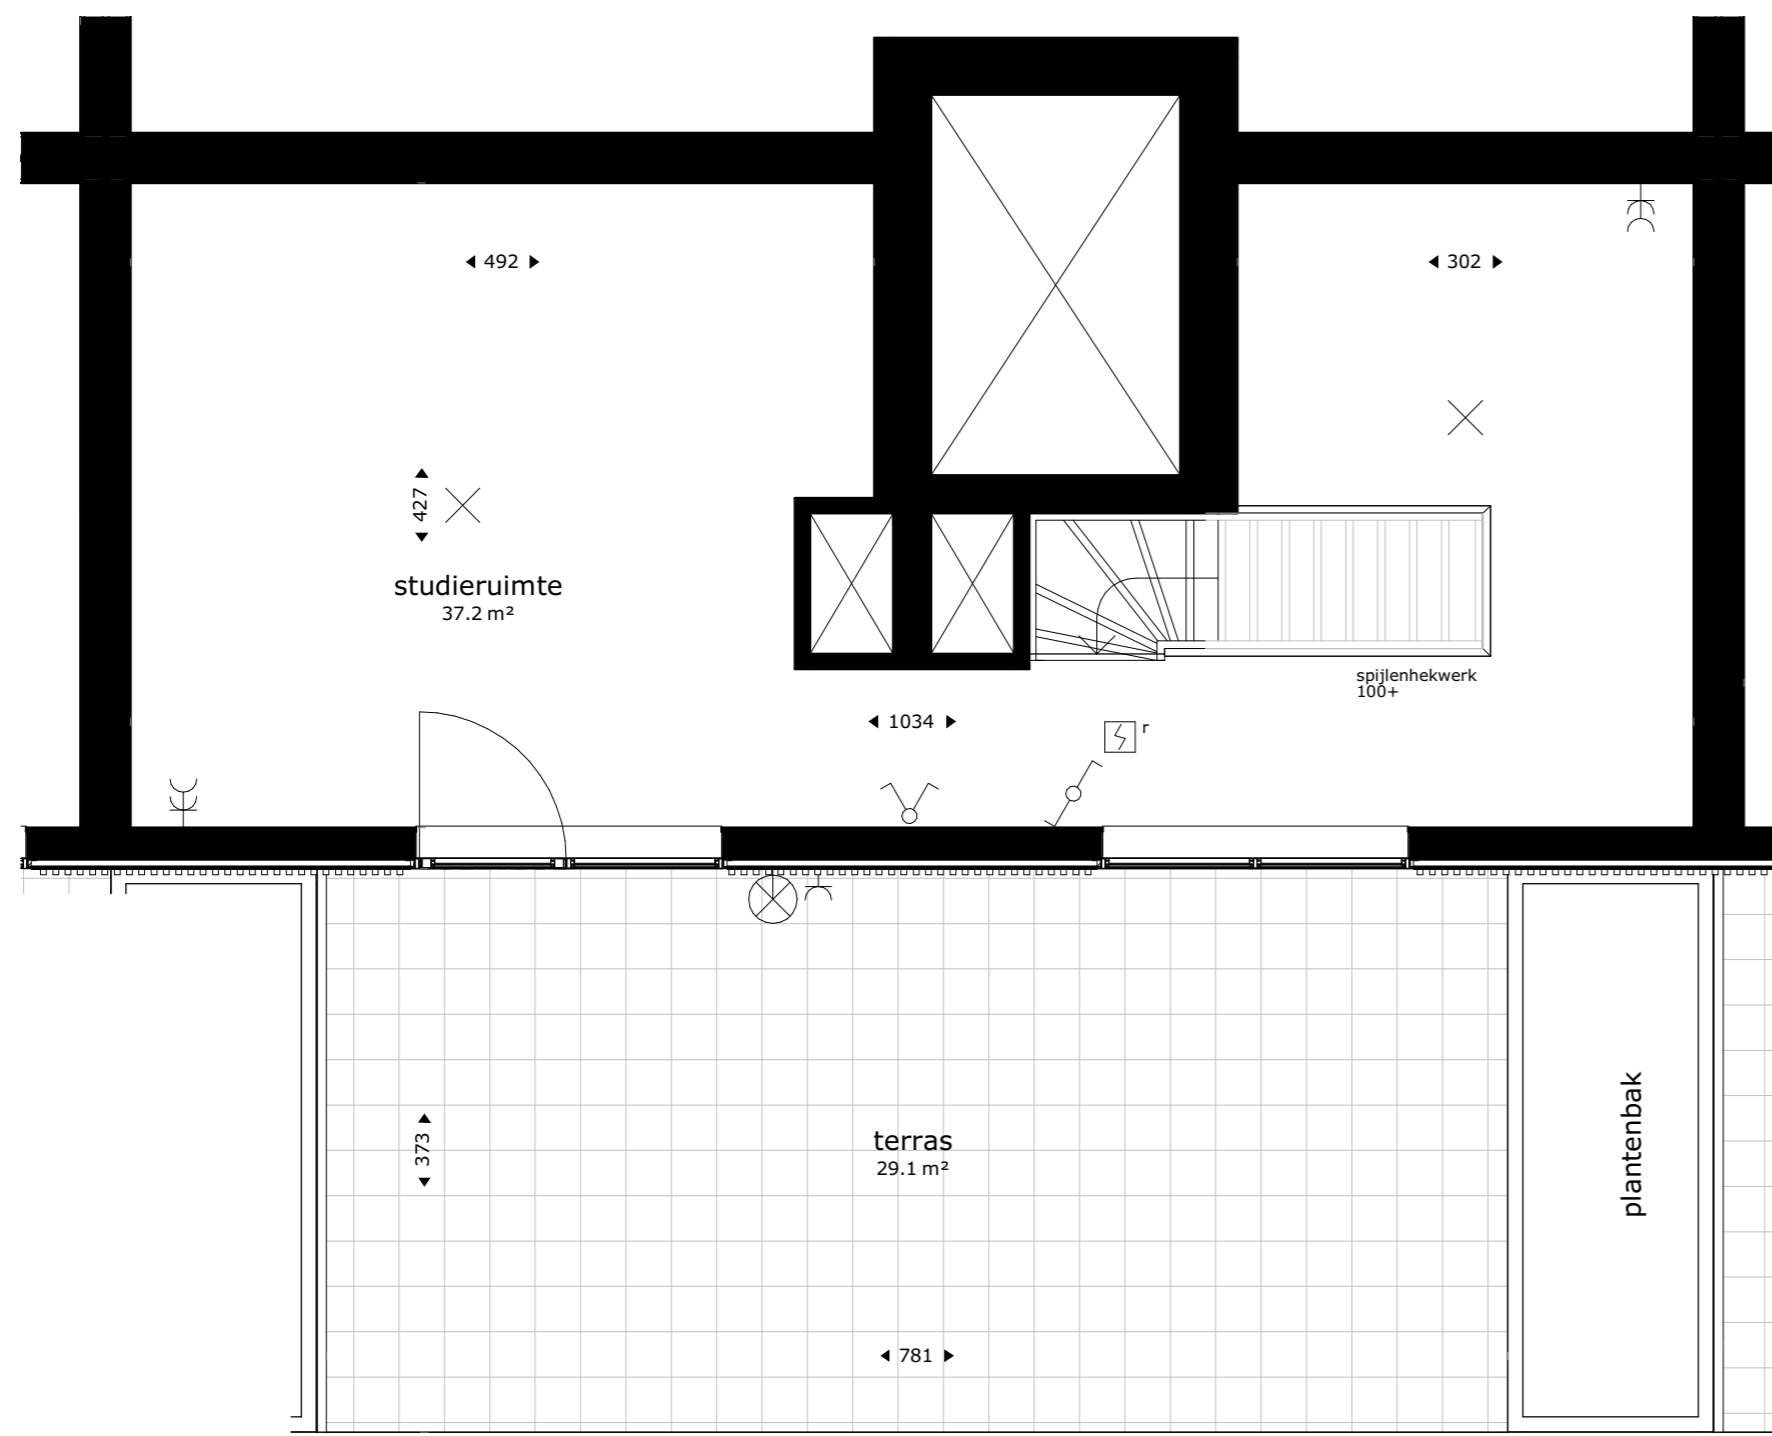 492
302
427
studieruimte
37.2 m²
spijlenhekwerk
100+
1034
r
373
terras
29.1 m²
plantenbak
781